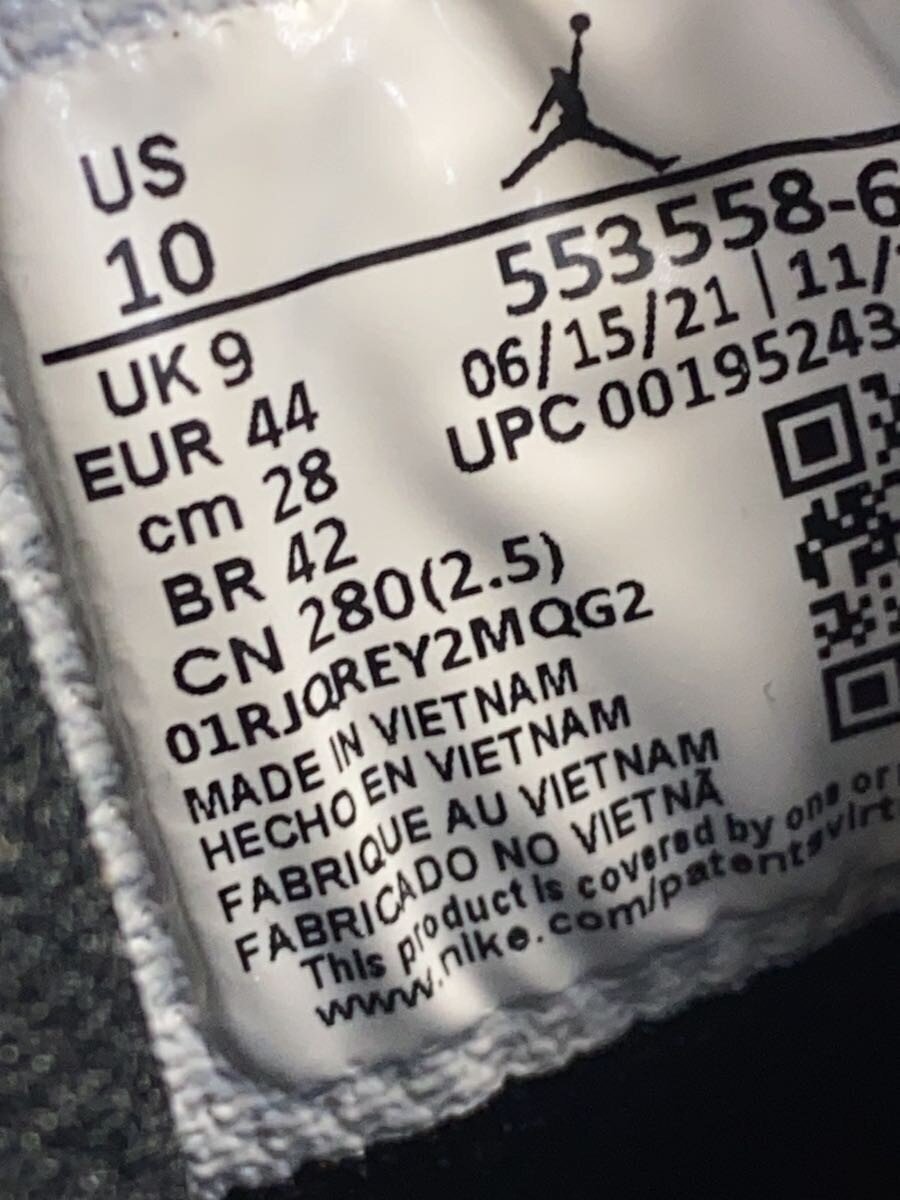 US
10
553558-6
06/15/21 | 11/
UPC 00195243
UK 9
EUR 44
cm 28
BR 42
CN 280(2.5)
01RJQREY2MQG2
MADE IN VIETNAM
HECHO EN VIETNAM
FABRIQUE AU VIETNAM
FABRICADO NO VIETNÃ
This product is covered by one or
www.nike.com/patents